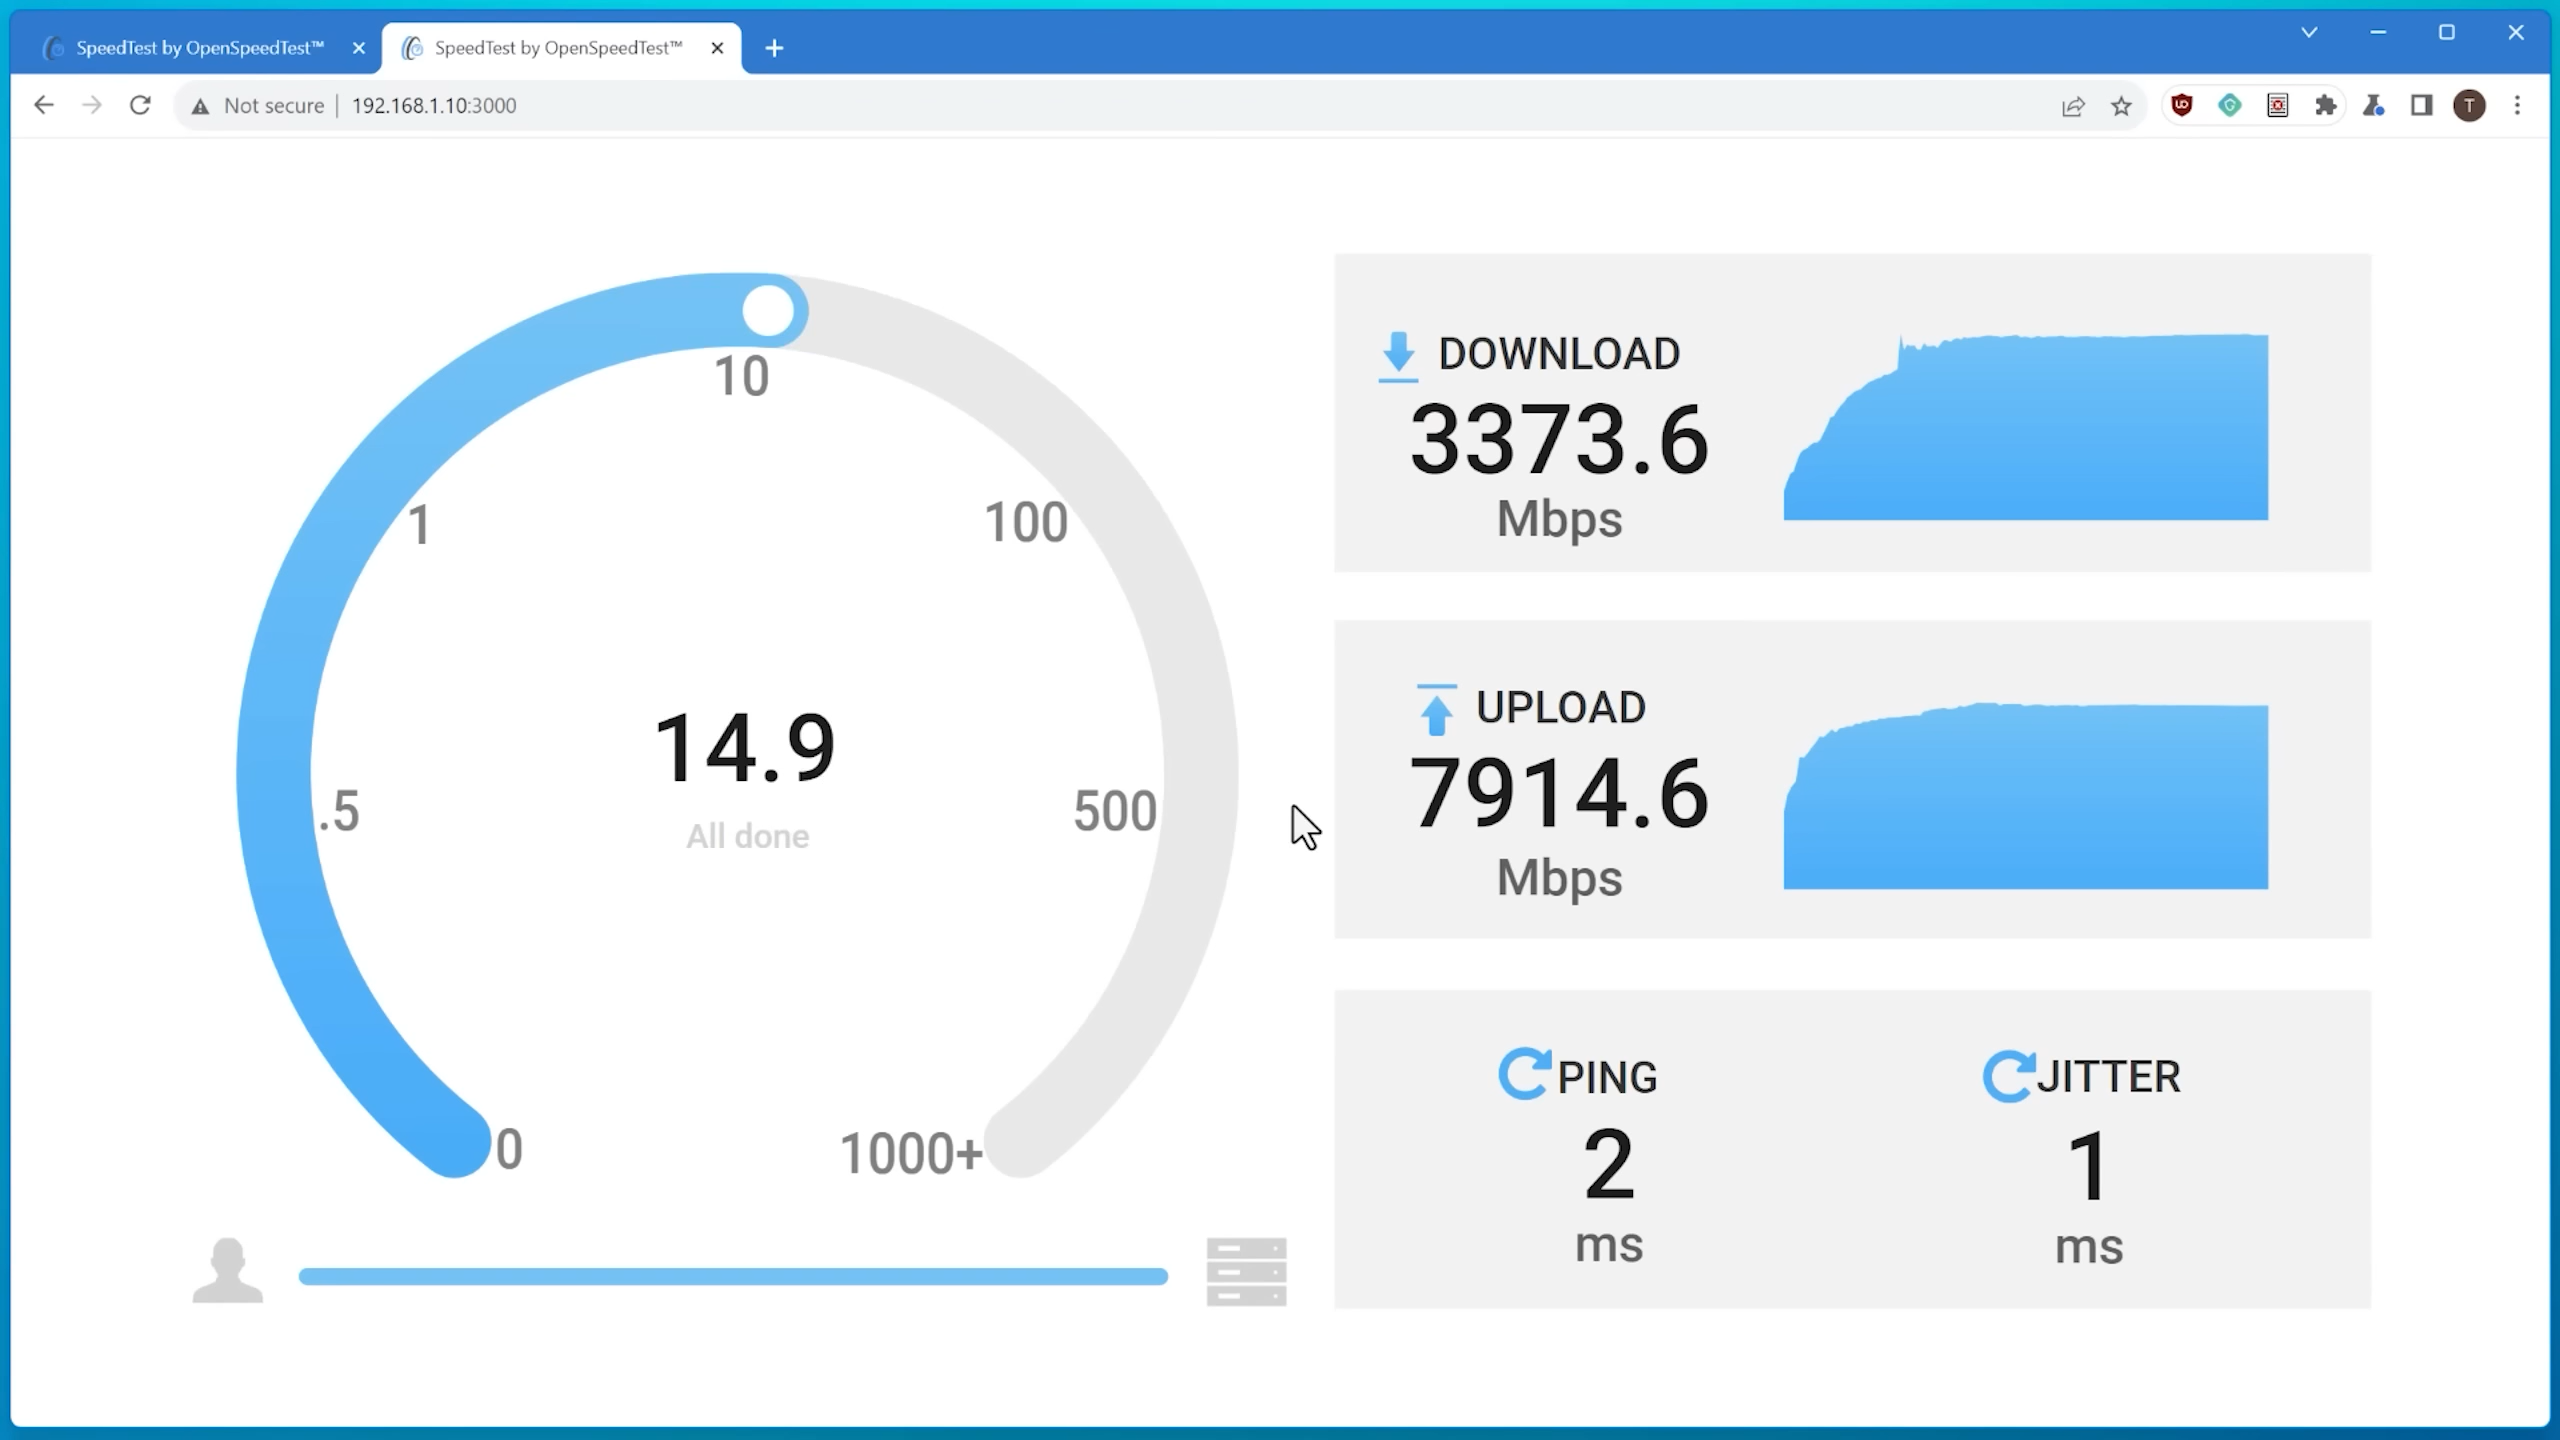 SpeedTest by OpenSpeedTest™
SpeedTest by OpenSpeedTest™
Not secure | 192.168.1.10:3000
T
10
1
100
.5
500
0
1000+
14.9
All done
DOWNLOAD
3373.6
Mbps
UPLOAD
7914.6
Mbps
PING
2
ms
JITTER
1
ms